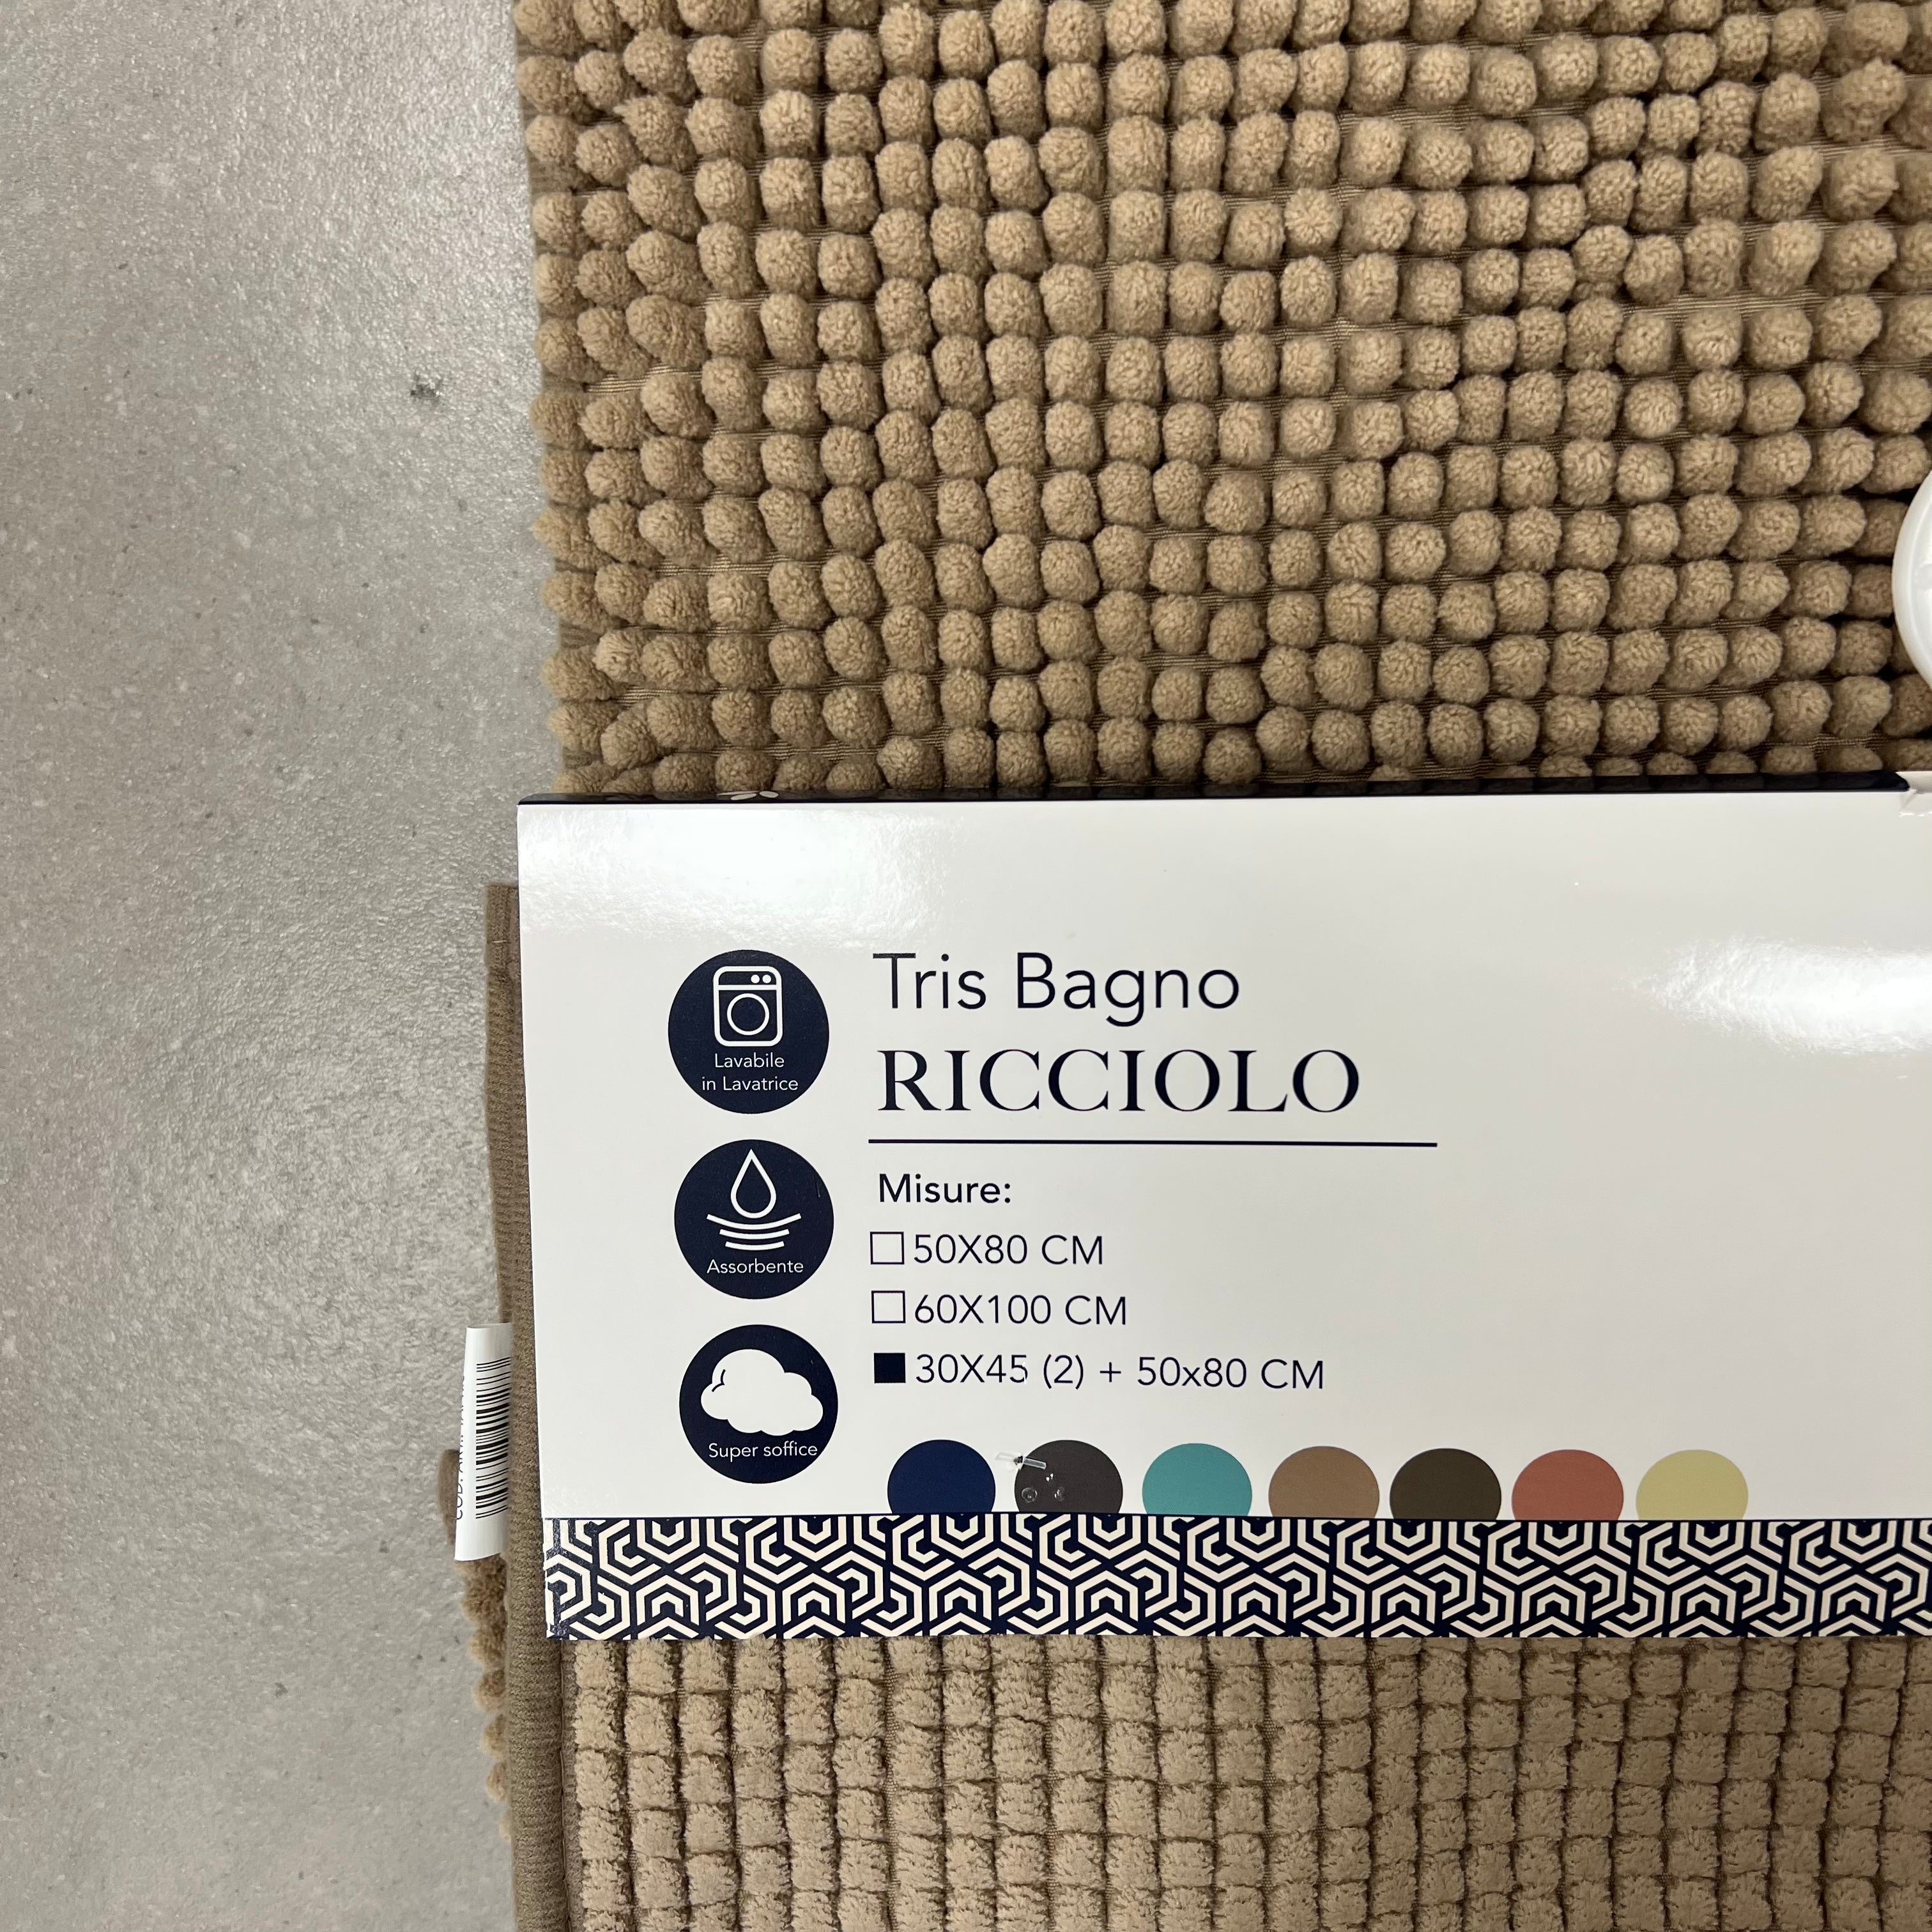 Tris Bagno
RICCIOLO
Lavabile
in Lavatrice
Assorbente
Super soffice
Misure:
50X80 CM
60X100 CM
30X45 (2) + 50x80 CM